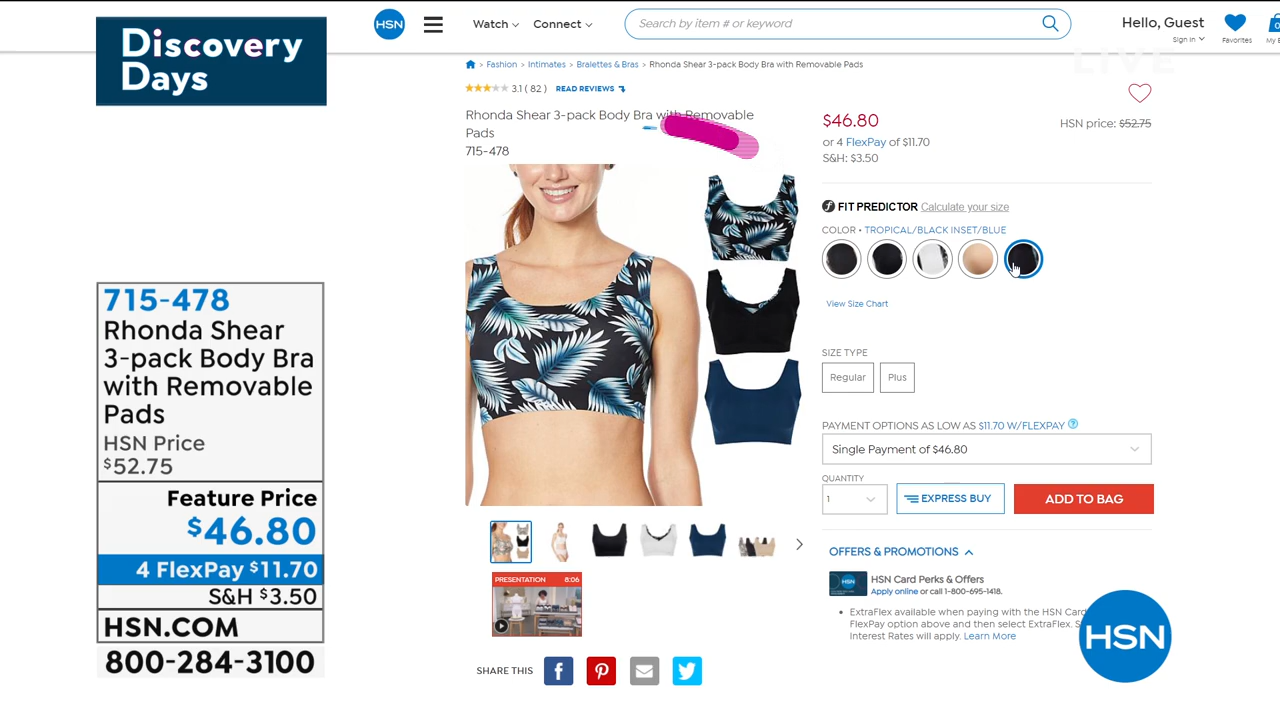 Discovery
Days
HSN
Watch
Connect
Search by item # or keyword
Hello, Guest
Sign In
Favorites
My
0
LIVE
Fashion > Intimates > Bralettes & Bras > Rhonda Shear 3-pack Body Bra with Removable Pads
3.1 ( 82 ) READ REVIEWS
Rhonda Shear 3-pack Body Bra with Removable
Pads
715-478
$46.80
HSN price: $52.75
or 4 FlexPay of $11.70
S&H: $3.50
FIT PREDICTOR Calculate your size
COLOR • TROPICAL/BLACK INSET/BLUE
View Size Chart
SIZE TYPE
Regular
Plus
PAYMENT OPTIONS AS LOW AS $11.70 W/FLEXPAY ?
Single Payment of $46.80
QUANTITY
1
EXPRESS BUY
ADD TO BAG
OFFERS & PROMOTIONS
HSN
HSN Card Perks & Offers
Apply online or call 1-800-695-1418.
• ExtraFlex available when paying with the HSN Card
FlexPay option above and then select ExtraFlex.
Interest Rates will apply. Learn More
PRESENTATION 8:06
SHARE THIS
HSN
715-478
Rhonda Shear
3-pack Body Bra
with Removable
Pads
HSN Price
$52.75
Feature Price
$46.80
4 FlexPay $11.70
S&H $3.50
HSN.COM
800-284-3100